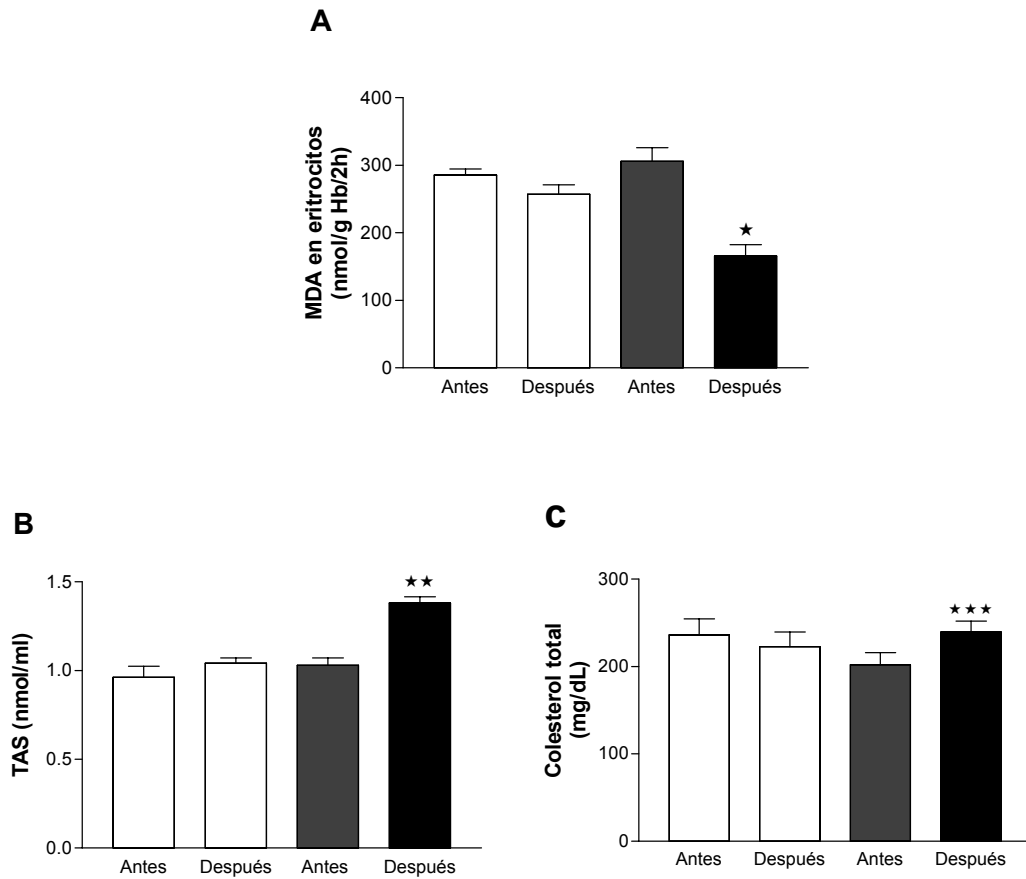 A
MDA en eritrocitos
(nmol/g Hb/2h)
400
300
200
100
0
★
Antes Después Antes Después
B
TAS (nmol/ml)
1.5
1.0
0.5
0.0
★★
Antes Después Antes Después
C
Colesterol total
(mg/dL)
300
200
100
0
★★★
Antes Después Antes Después